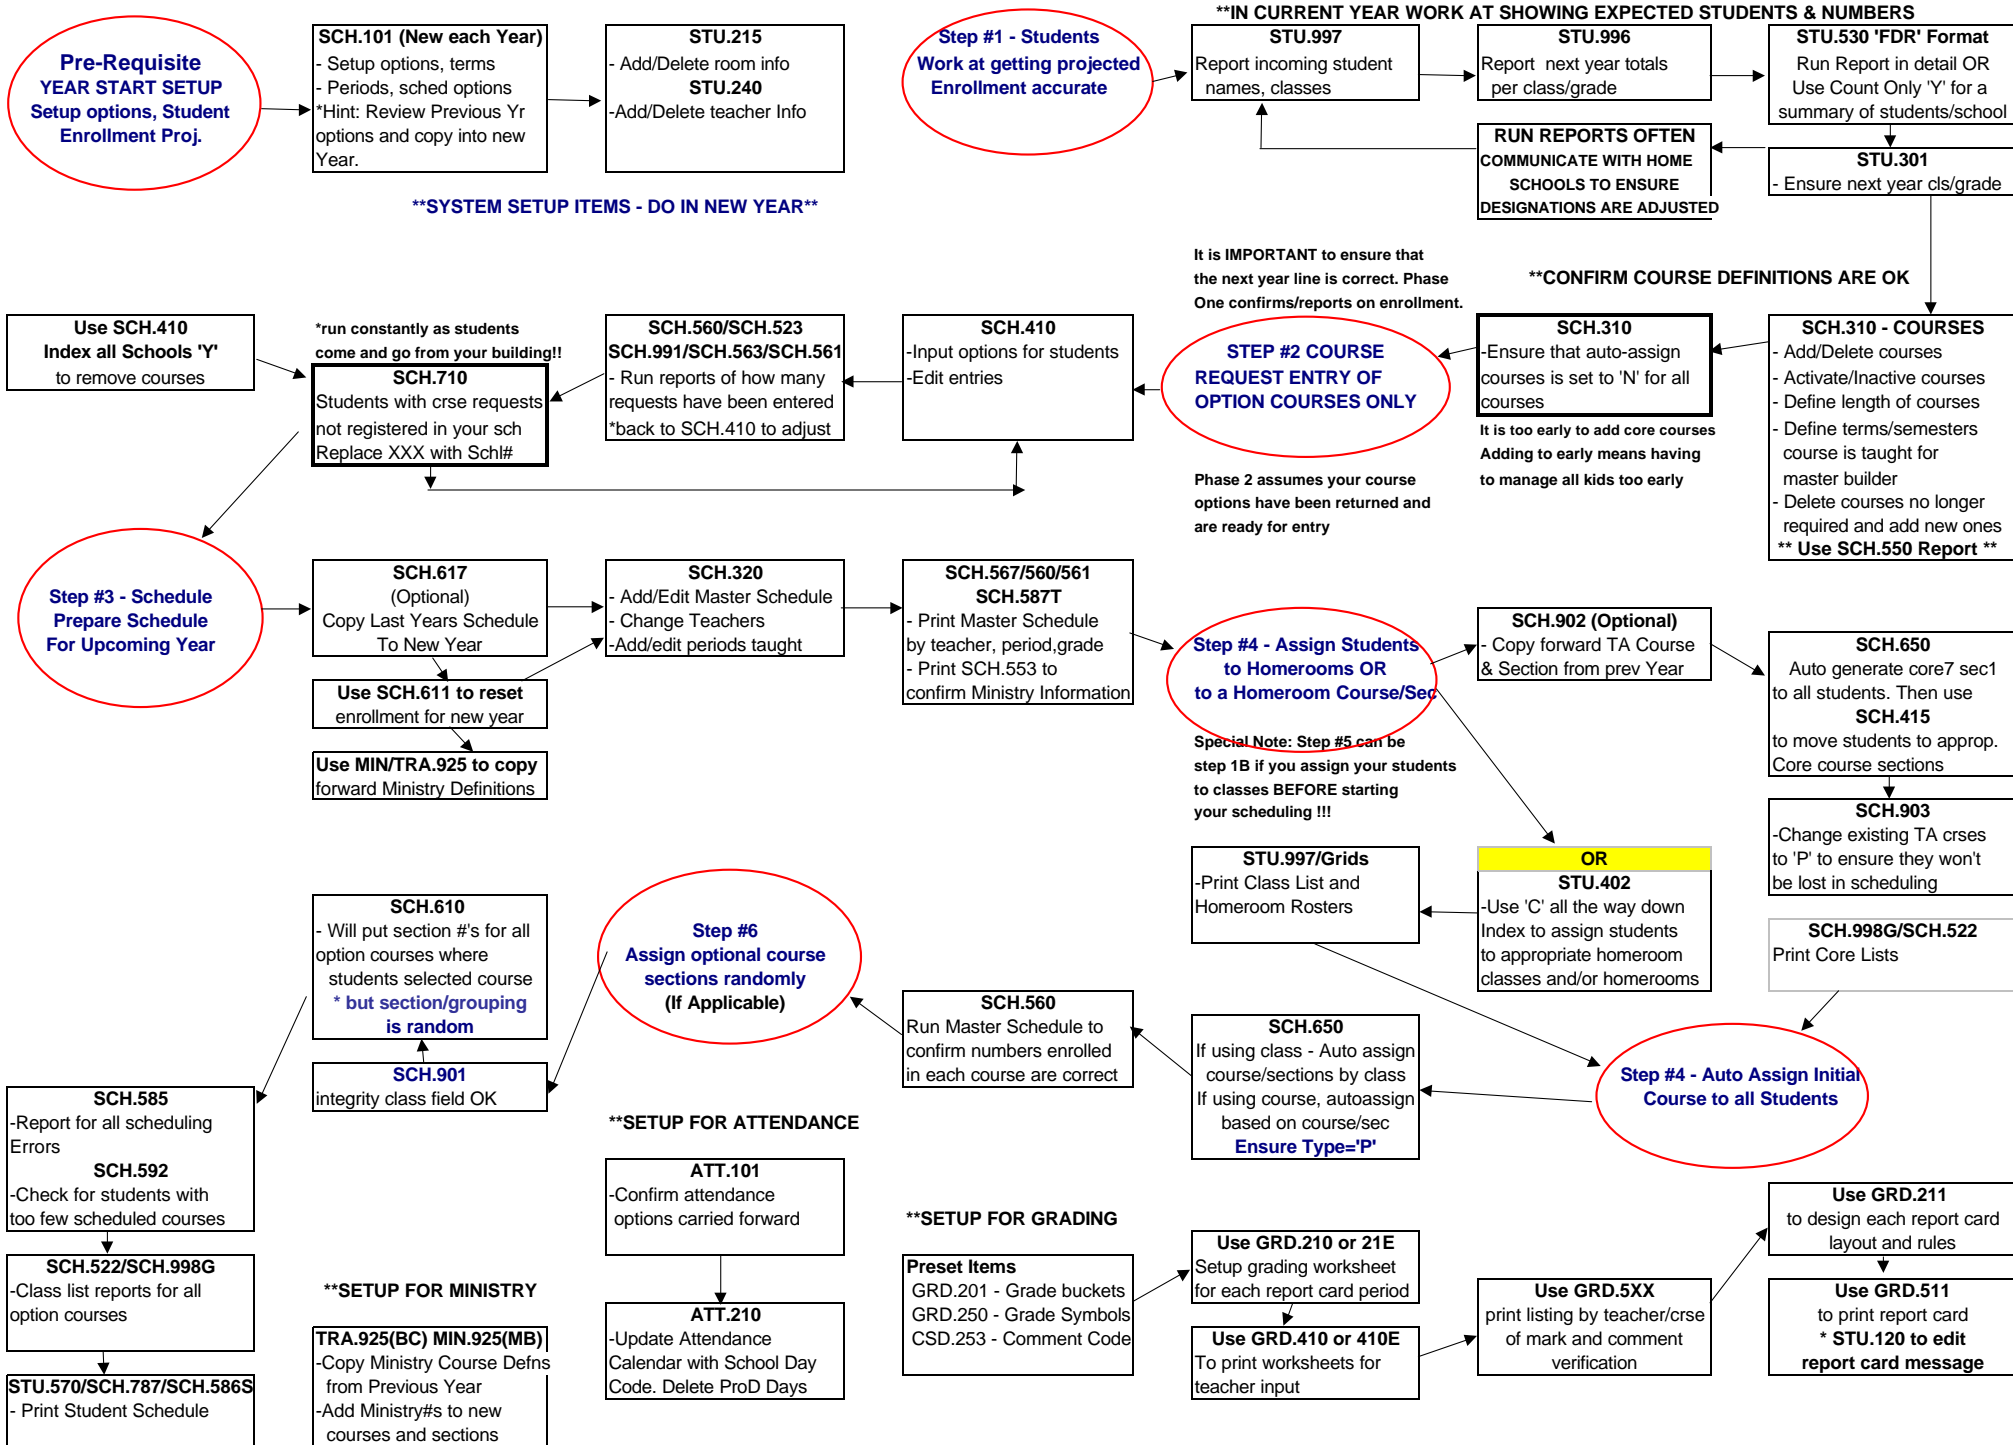 **IN CURRENT YEAR WORK AT SHOWING EXPECTED STUDENTS & NUMBERS
Pre-Requisite
YEAR START SETUP
Setup options, Student
Enrollment Proj.
SCH.101 (New each Year)
- Setup options, terms
- Periods, sched options
*Hint: Review Previous Yr
options and copy into new
Year.
STU.215
- Add/Delete room info
STU.240
-Add/Delete teacher Info
Step #1 - Students
Work at getting projected
Enrollment accurate
STU.997
Report incoming student
names, classes
STU.996
Report next year totals
per class/grade
STU.530 'FDR' Format
Run Report in detail OR
Use Count Only 'Y' for a
summary of students/school
RUN REPORTS OFTEN
COMMUNICATE WITH HOME
SCHOOLS TO ENSURE
DESIGNATIONS ARE ADJUSTED
STU.301
- Ensure next year cls/grade
**SYSTEM SETUP ITEMS - DO IN NEW YEAR**
It is IMPORTANT to ensure that
the next year line is correct. Phase
One confirms/reports on enrollment.
**CONFIRM COURSE DEFINITIONS ARE OK
Use SCH.410
Index all Schools 'Y'
to remove courses
*run constantly as students
come and go from your building!!
SCH.710
Students with crse requests
not registered in your sch
Replace XXX with Schl#
SCH.560/SCH.523
SCH.991/SCH.563/SCH.561
- Run reports of how many
requests have been entered
*back to SCH.410 to adjust
SCH.410
-Input options for students
-Edit entries
STEP #2 COURSE
REQUEST ENTRY OF
OPTION COURSES ONLY
SCH.310
-Ensure that auto-assign
courses is set to 'N' for all
courses
SCH.310 - COURSES
- Add/Delete courses
- Activate/Inactive courses
- Define length of courses
- Define terms/semesters
course is taught for
master builder
- Delete courses no longer
required and add new ones
** Use SCH.550 Report **
It is too early to add core courses
Adding to early means having
to manage all kids too early
Phase 2 assumes your course
options have been returned and
are ready for entry
Step #3 - Schedule
Prepare Schedule
For Upcoming Year
SCH.617
(Optional)
Copy Last Years Schedule
To New Year
Use SCH.611 to reset
enrollment for new year
Use MIN/TRA.925 to copy
forward Ministry Definitions
SCH.320
- Add/Edit Master Schedule
- Change Teachers
-Add/edit periods taught
SCH.567/560/561
SCH.587T
- Print Master Schedule
by teacher, period,grade
- Print SCH.553 to
confirm Ministry Information
Step #4 - Assign Students
to Homerooms OR
to a Homeroom Course/Sec
Special Note: Step #5 can be
step 1B if you assign your students
to classes BEFORE starting
your scheduling !!!
SCH.902 (Optional)
- Copy forward TA Course
& Section from prev Year
SCH.650
Auto generate core7 sec1
to all students. Then use
SCH.415
to move students to approp.
Core course sections
SCH.903
-Change existing TA crses
to 'P' to ensure they won't
be lost in scheduling
STU.997/Grids
-Print Class List and
Homeroom Rosters
OR
STU.402
-Use 'C' all the way down
Index to assign students
to appropriate homeroom
classes and/or homerooms
SCH.998G/SCH.522
Print Core Lists
SCH.610
- Will put section #'s for all
option courses where
students selected course
* but section/grouping
is random
SCH.901
integrity class field OK
Step #6
Assign optional course
sections randomly
(If Applicable)
SCH.560
Run Master Schedule to
confirm numbers enrolled
in each course are correct
SCH.650
If using class - Auto assign
course/sections by class
If using course, autoassign
based on course/sec
Ensure Type='P'
Step #4 - Auto Assign Initial
Course to all Students
SCH.585
-Report for all scheduling
Errors
SCH.592
-Check for students with
too few scheduled courses
SCH.522/SCH.998G
-Class list reports for all
option courses
STU.570/SCH.787/SCH.586S
- Print Student Schedule
**SETUP FOR MINISTRY
TRA.925(BC) MIN.925(MB)
-Copy Ministry Course Defns
from Previous Year
-Add Ministry#s to new
courses and sections
**SETUP FOR ATTENDANCE
ATT.101
-Confirm attendance
options carried forward
ATT.210
-Update Attendance
Calendar with School Day
Code. Delete ProD Days
**SETUP FOR GRADING
Preset Items
GRD.201 - Grade buckets
GRD.250 - Grade Symbols
CSD.253 - Comment Code
Use GRD.210 or 21E
Setup grading worksheet
for each report card period
Use GRD.410 or 410E
To print worksheets for
teacher input
Use GRD.5XX
print listing by teacher/crse
of mark and comment
verification
Use GRD.211
to design each report card
layout and rules
Use GRD.511
to print report card
* STU.120 to edit
report card message